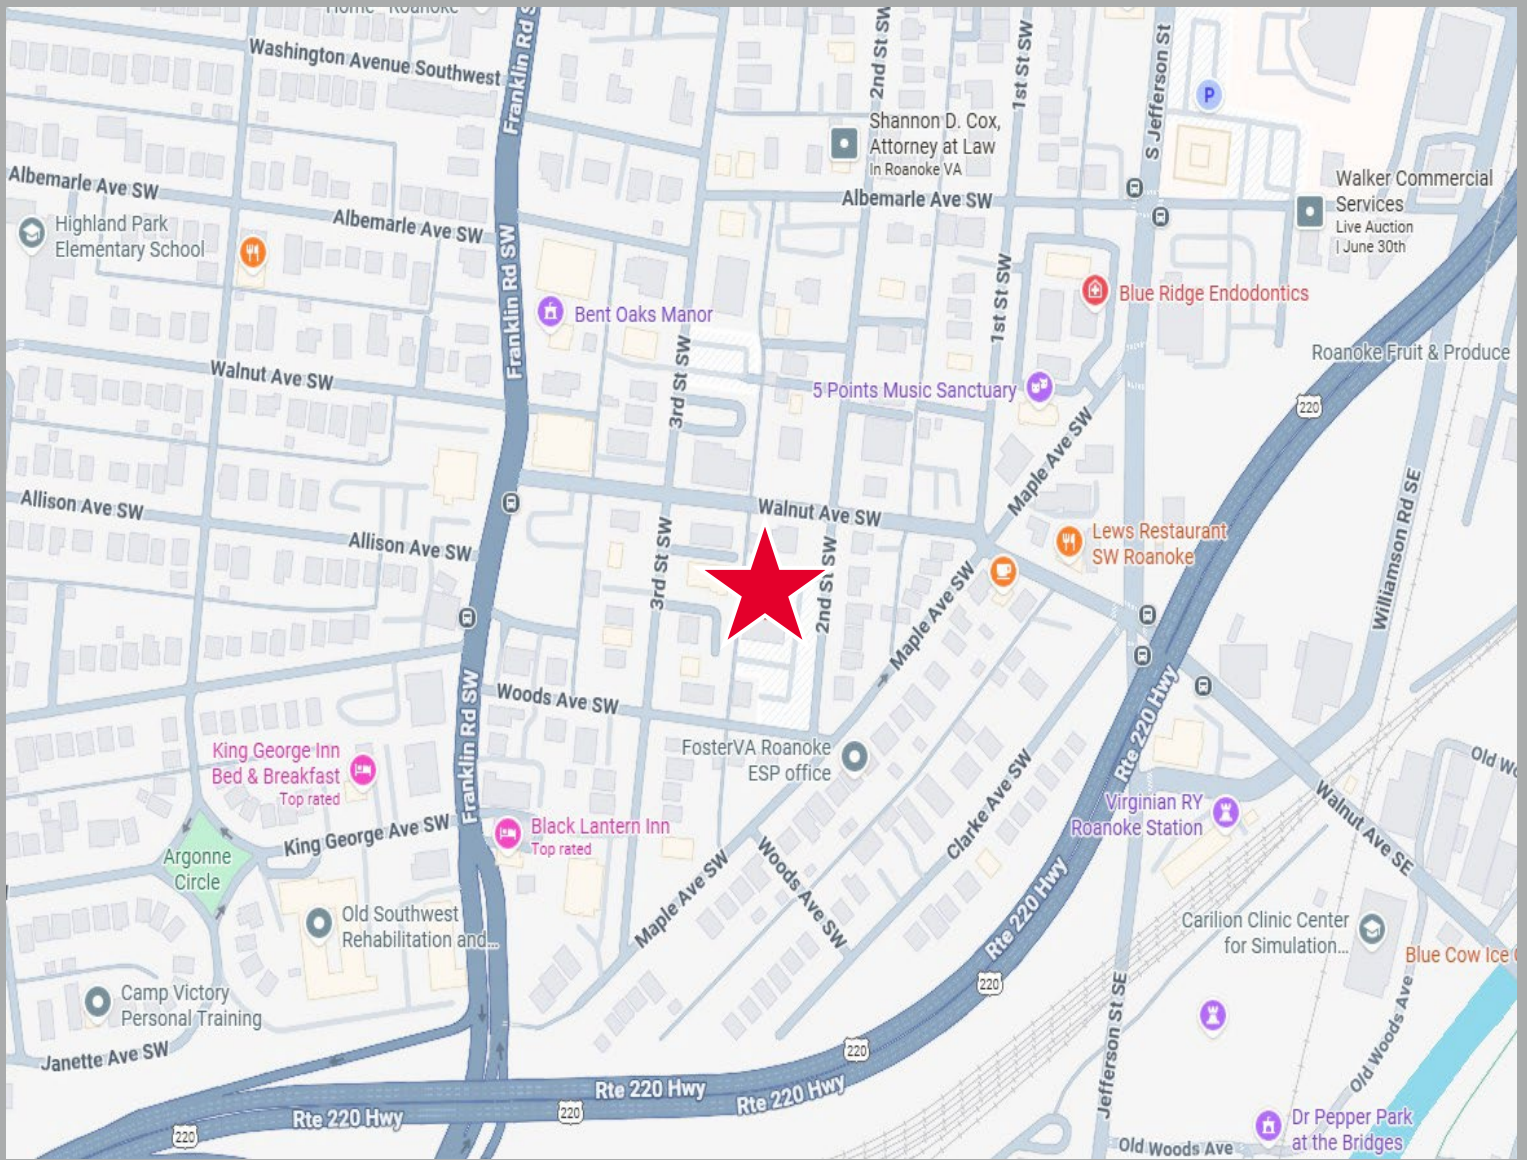 Home - Roanoke
Franklin Rd S
2nd St SW
1st St SW
S Jefferson St
Washington Avenue Southwest
P
Shannon D. Cox,
Attorney at Law
In Roanoke VA
Albemarle Ave SW
Albemarle Ave SW
Albemarle Ave SW
Walker Commercial
Services
Live Auction
| June 30th
Highland Park
Elementary School
Franklin Rd SW
1st St SW
Blue Ridge Endodontics
Bent Oaks Manor
Roanoke Fruit & Produce
3rd St SW
Walnut Ave SW
5 Points Music Sanctuary
220
Maple Ave SW
Allison Ave SW
Walnut Ave SW
Williamson Rd SE
Allison Ave SW
3rd St SW
2nd St SW
Lews Restaurant
SW Roanoke
Maple Ave SW
Woods Ave SW
Franklin Rd SW
Rte 220 Hwy
King George Inn
Bed & Breakfast
Top rated
FosterVA Roanoke
ESP office
Old Wo
Clarke Ave SW
Virginian RY
Roanoke Station
Walnut Ave SE
King George Ave SW
Black Lantern Inn
Top rated
Argonne
Circle
Maple Ave SW
Woods Ave SW
Rte 220 Hwy
Old Southwest
Rehabilitation and...
Carilion Clinic Center
for Simulation...
Blue Cow Ice
220
Camp Victory
Personal Training
Janette Ave SW
Jefferson St SE
Old Woods Ave
220
Rte 220 Hwy
Rte 220 Hwy
Rte 220 Hwy
220
220
Dr Pepper Park
at the Bridges
Old Woods Ave